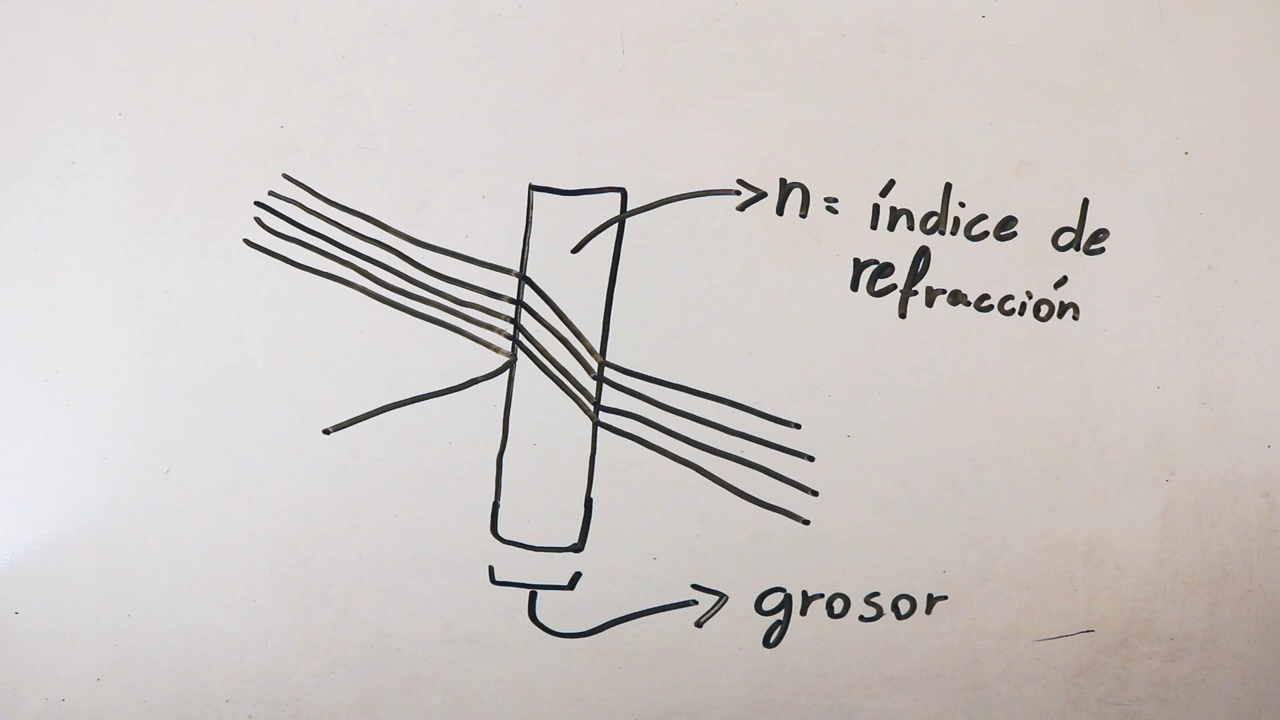 n= índice de
refracción
grosor